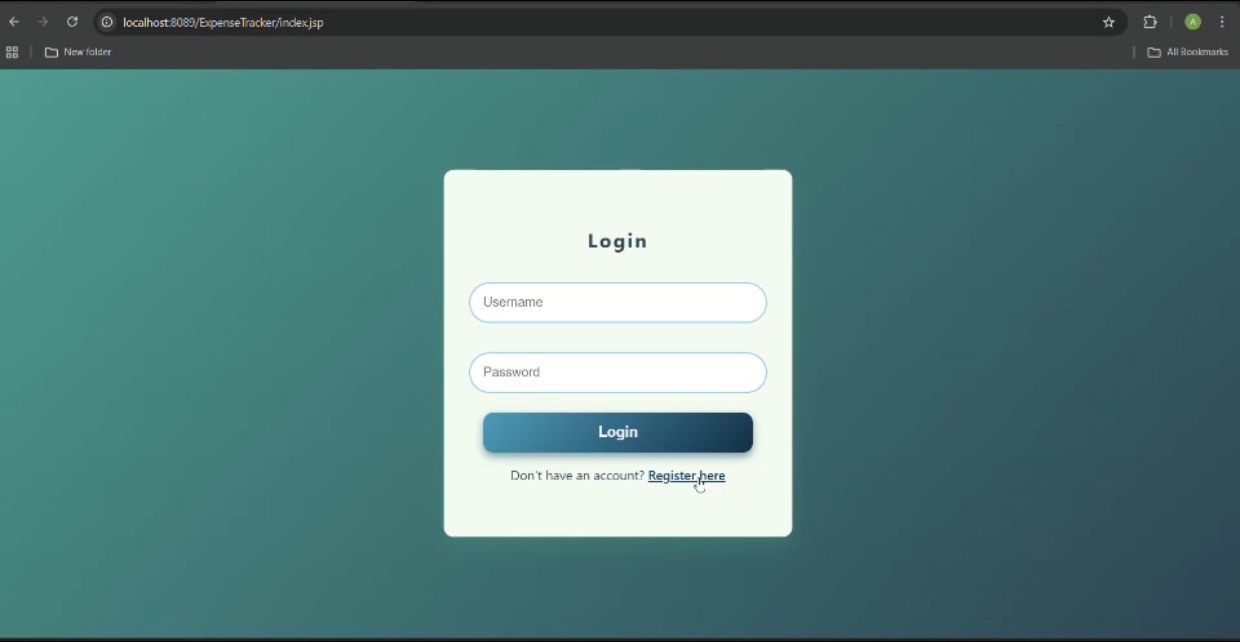 localhost:8089/ExpenseTracker/index.jsp
A
New folder
All Bookmarks
Login
Username
Password
Login
Don't have an account? Register here